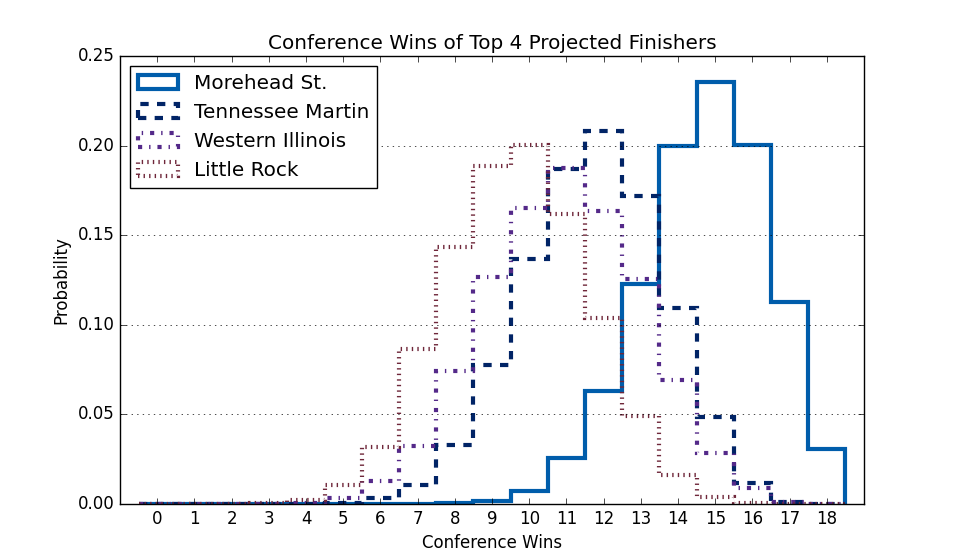 Conference Wins of Top 4 Projected Finishers
0.25
0.20
0.15
0.10
0.05
0.00
Probability
Morehead St.
Tennessee Martin
Western Illinois
Little Rock
0 1 2 3 4 5 6 7 8 9 10 11 12 13 14 15 16 17 18
Conference Wins